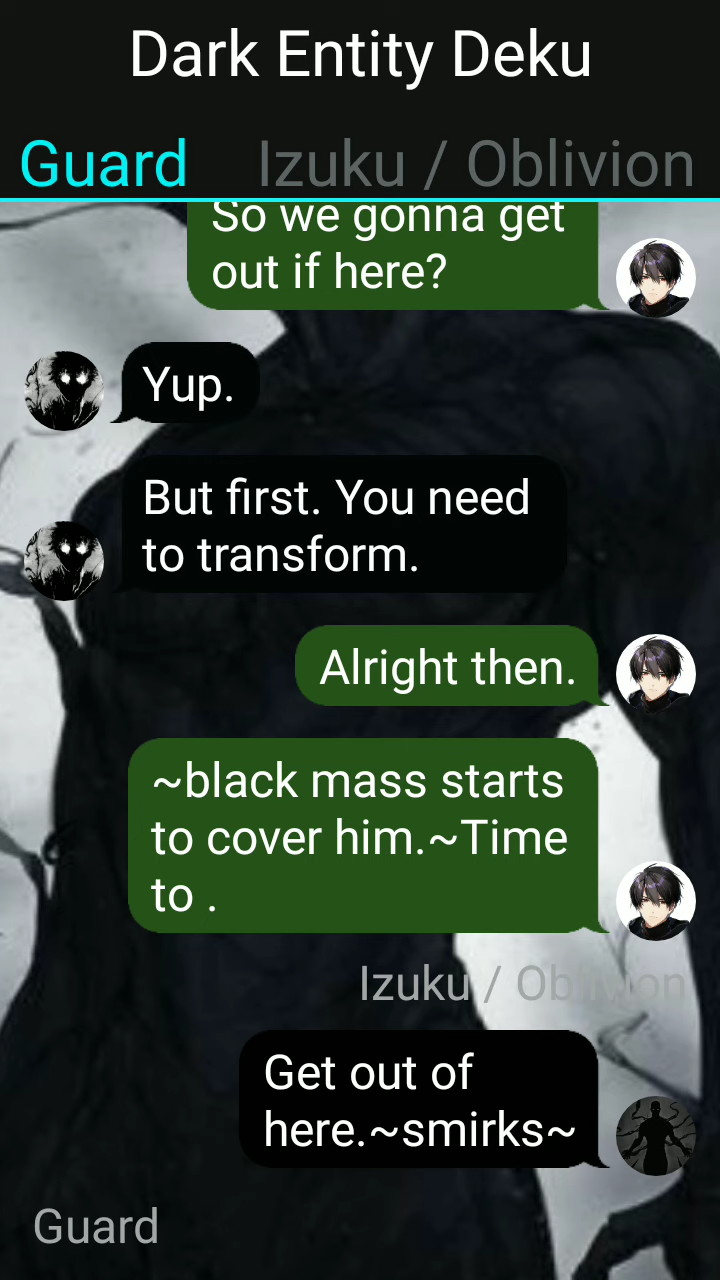 Dark Entity Deku
Guard Izuku / Oblivion
So we gonna get
out if here?
Yup.
But first. You need
to transform.
Alright then.
~black mass starts
to cover him.~Time
to .
Izuku / Oblivion
Get out of
here.~smirks~
Guard